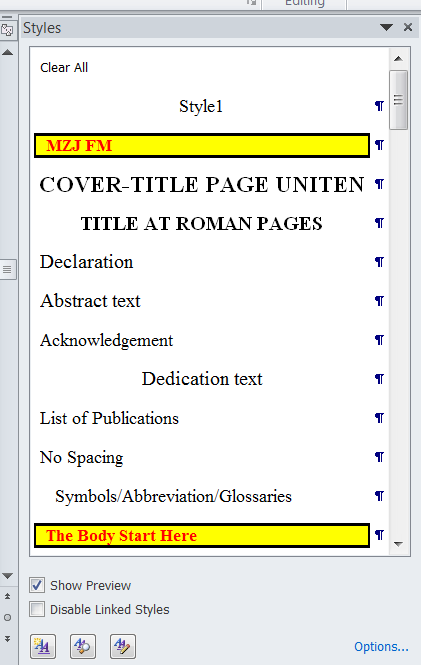 Editing
Styles
Clear All
Style1 ¶
MZJ FM ¶
COVER-TITLE PAGE UNITEN ¶
TITLE AT ROMAN PAGES ¶
Declaration ¶
Abstract text ¶
Acknowledgement ¶
Dedication text ¶
List of Publications ¶
No Spacing ¶
Symbols/Abbreviation/Glossaries ¶
The Body Start Here ¶
Show Preview
Disable Linked Styles
Options...